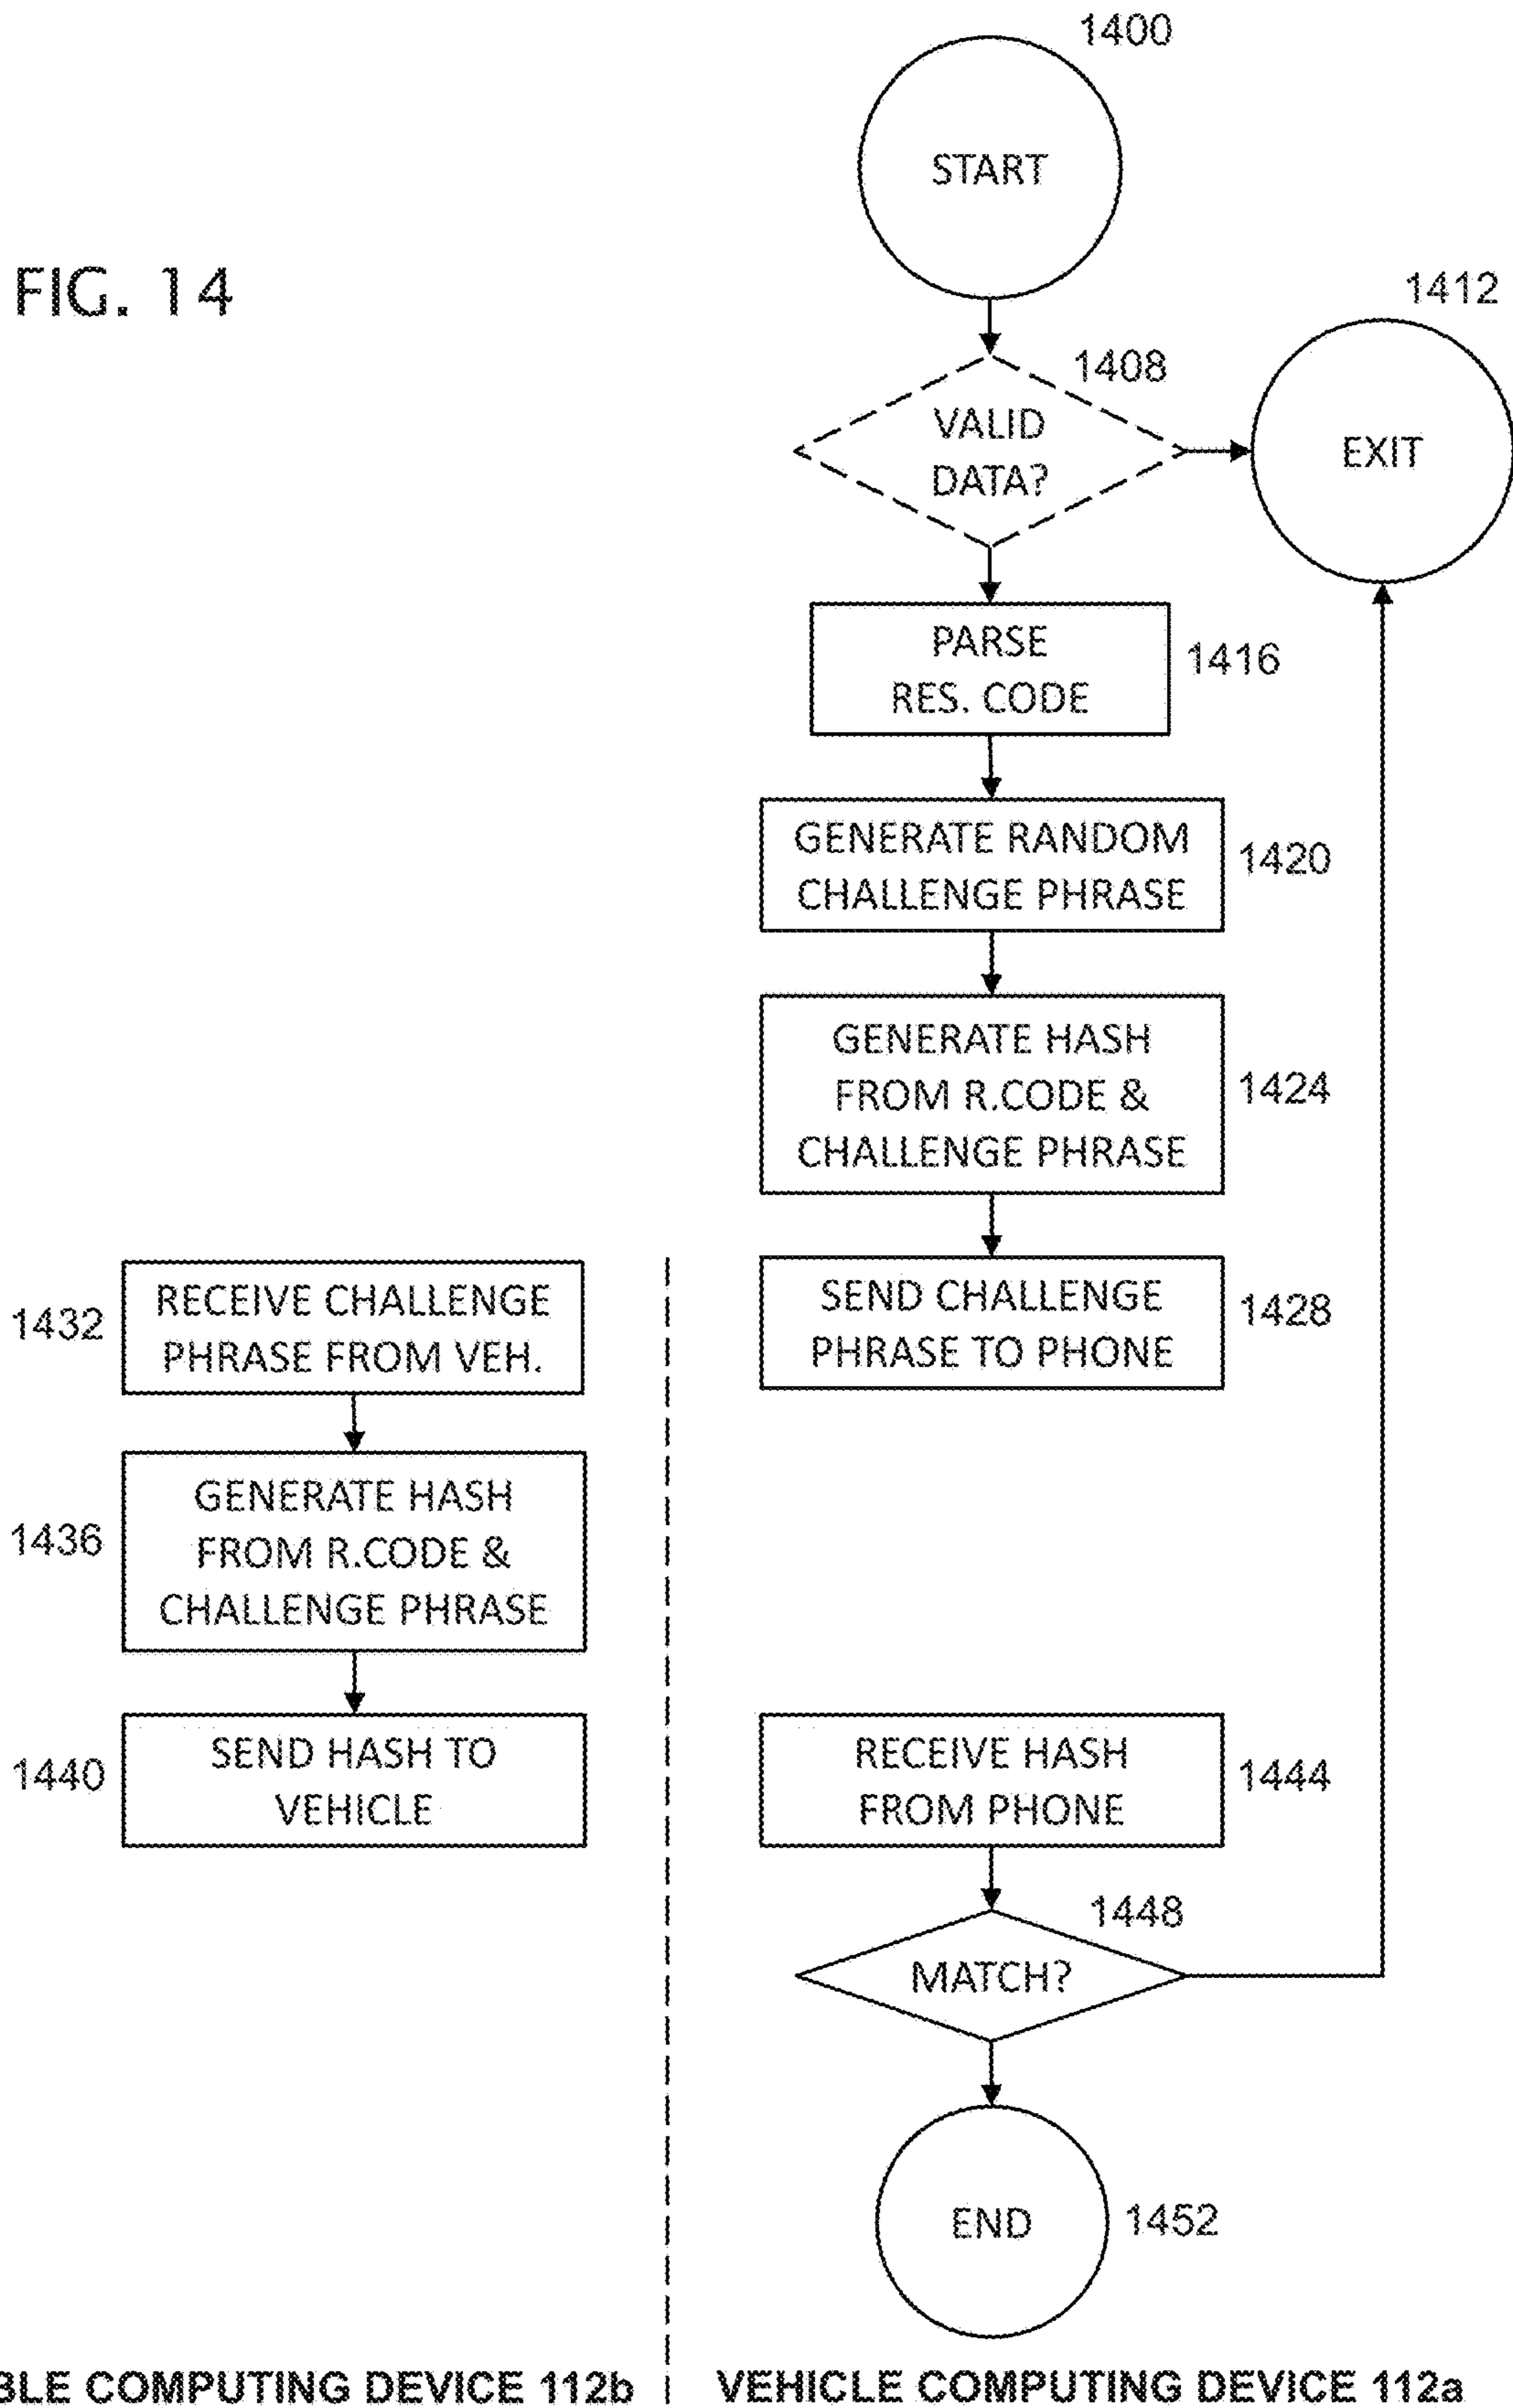 1400
START
FIG. 14
1412
1408
VALID
DATA?
EXIT
PARSE
RES. CODE
1416
GENERATE RANDOM
CHALLENGE PHRASE
1420
GENERATE HASH
FROM R.CODE &
CHALLENGE PHRASE
1424
1432
RECEIVE CHALLENGE
PHRASE FROM VEH.
SEND CHALLENGE
PHRASE TO PHONE
1428
1436
GENERATE HASH
FROM R.CODE &
CHALLENGE PHRASE
1440
SEND HASH TO
VEHICLE
RECEIVE HASH
FROM PHONE
1444
1448
MATCH?
END
1452
BLE COMPUTING DEVICE 112b
VEHICLE COMPUTING DEVICE 112a